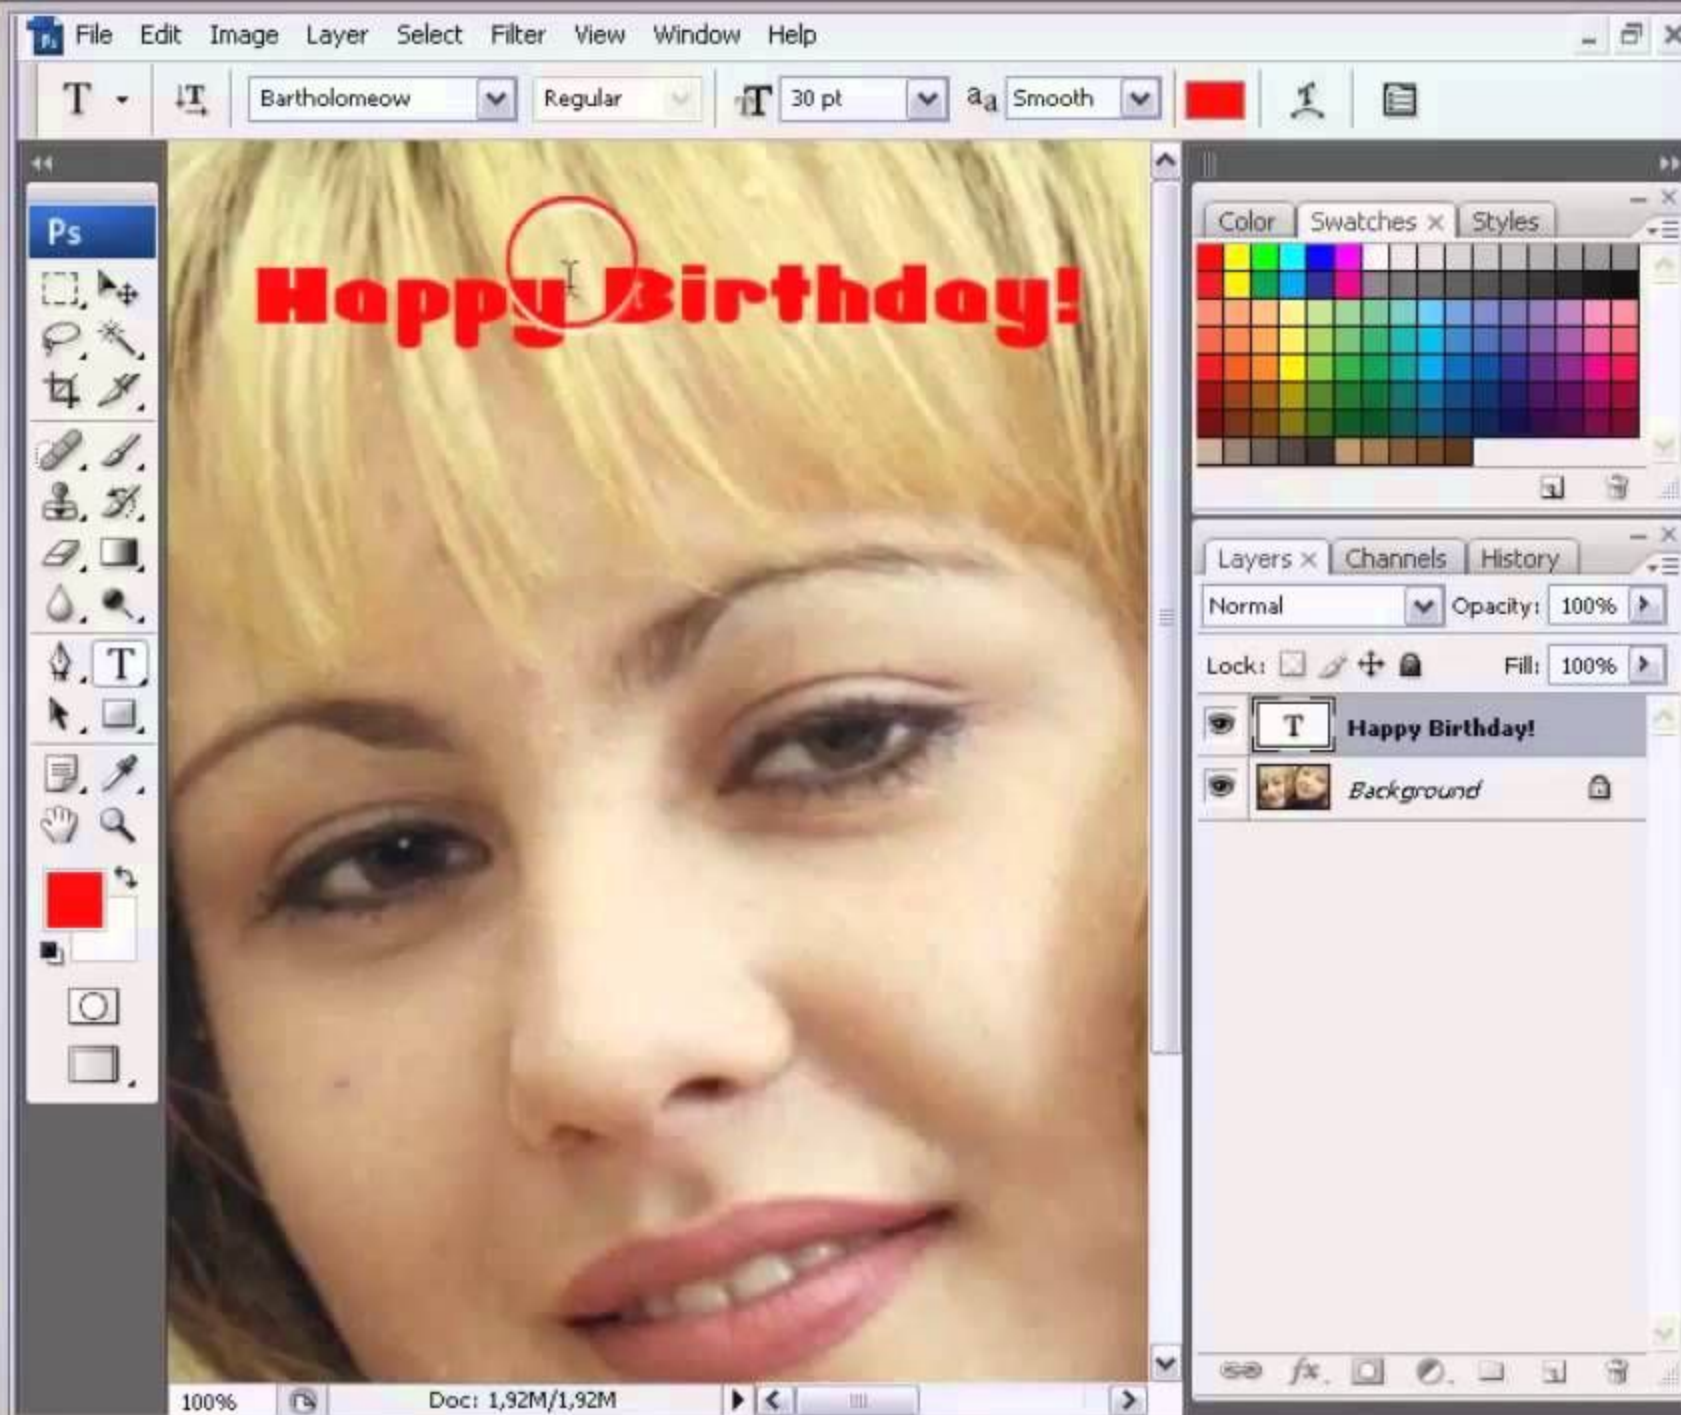 File Edit Image Layer Select Filter View Window Help
T Bartholomeow Regular 30 pt aa Smooth
Ps
Color Swatches Styles
Happy Birthday!
Layers Channels History
Normal Opacity: 100%
Lock: Fill: 100%
T Happy Birthday!
Background
100% Doc: 1,92M/1,92M